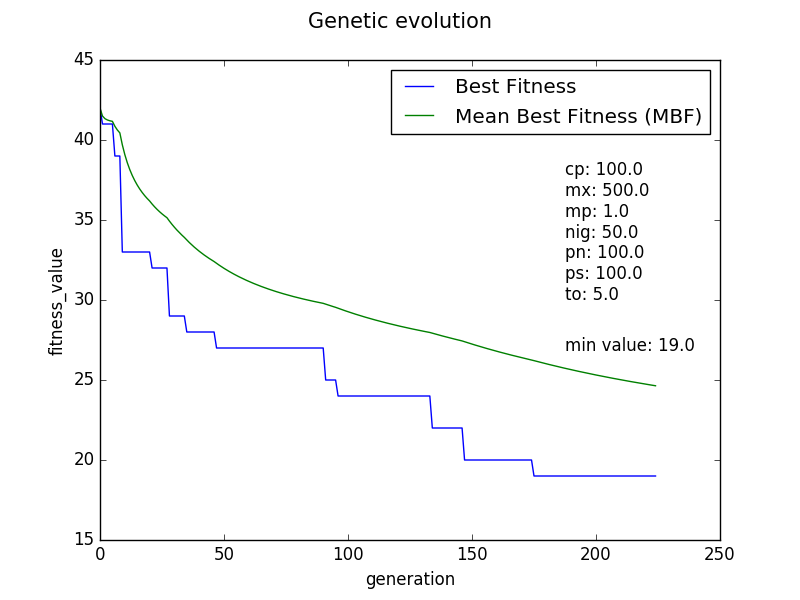 Genetic evolution
Best Fitness
Mean Best Fitness (MBF)
cp: 100.0
mx: 500.0
mp: 1.0
nig: 50.0
pn: 100.0
ps: 100.0
to: 5.0
min value: 19.0
fitness_value
45
40
35
30
25
20
15
0 50 100 150 200 250
generation